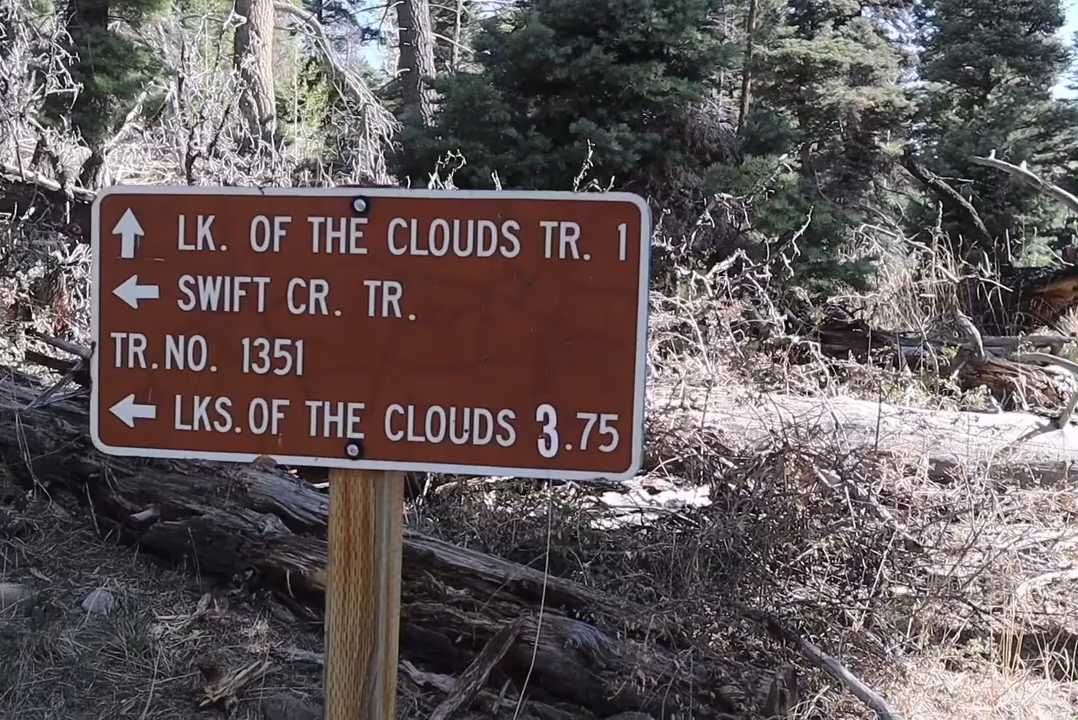 LK. OF THE CLOUDS TR. 1
SWIFT CR. TR.
TR.NO. 1351
LKS.OF THE CLOUDS 3.75